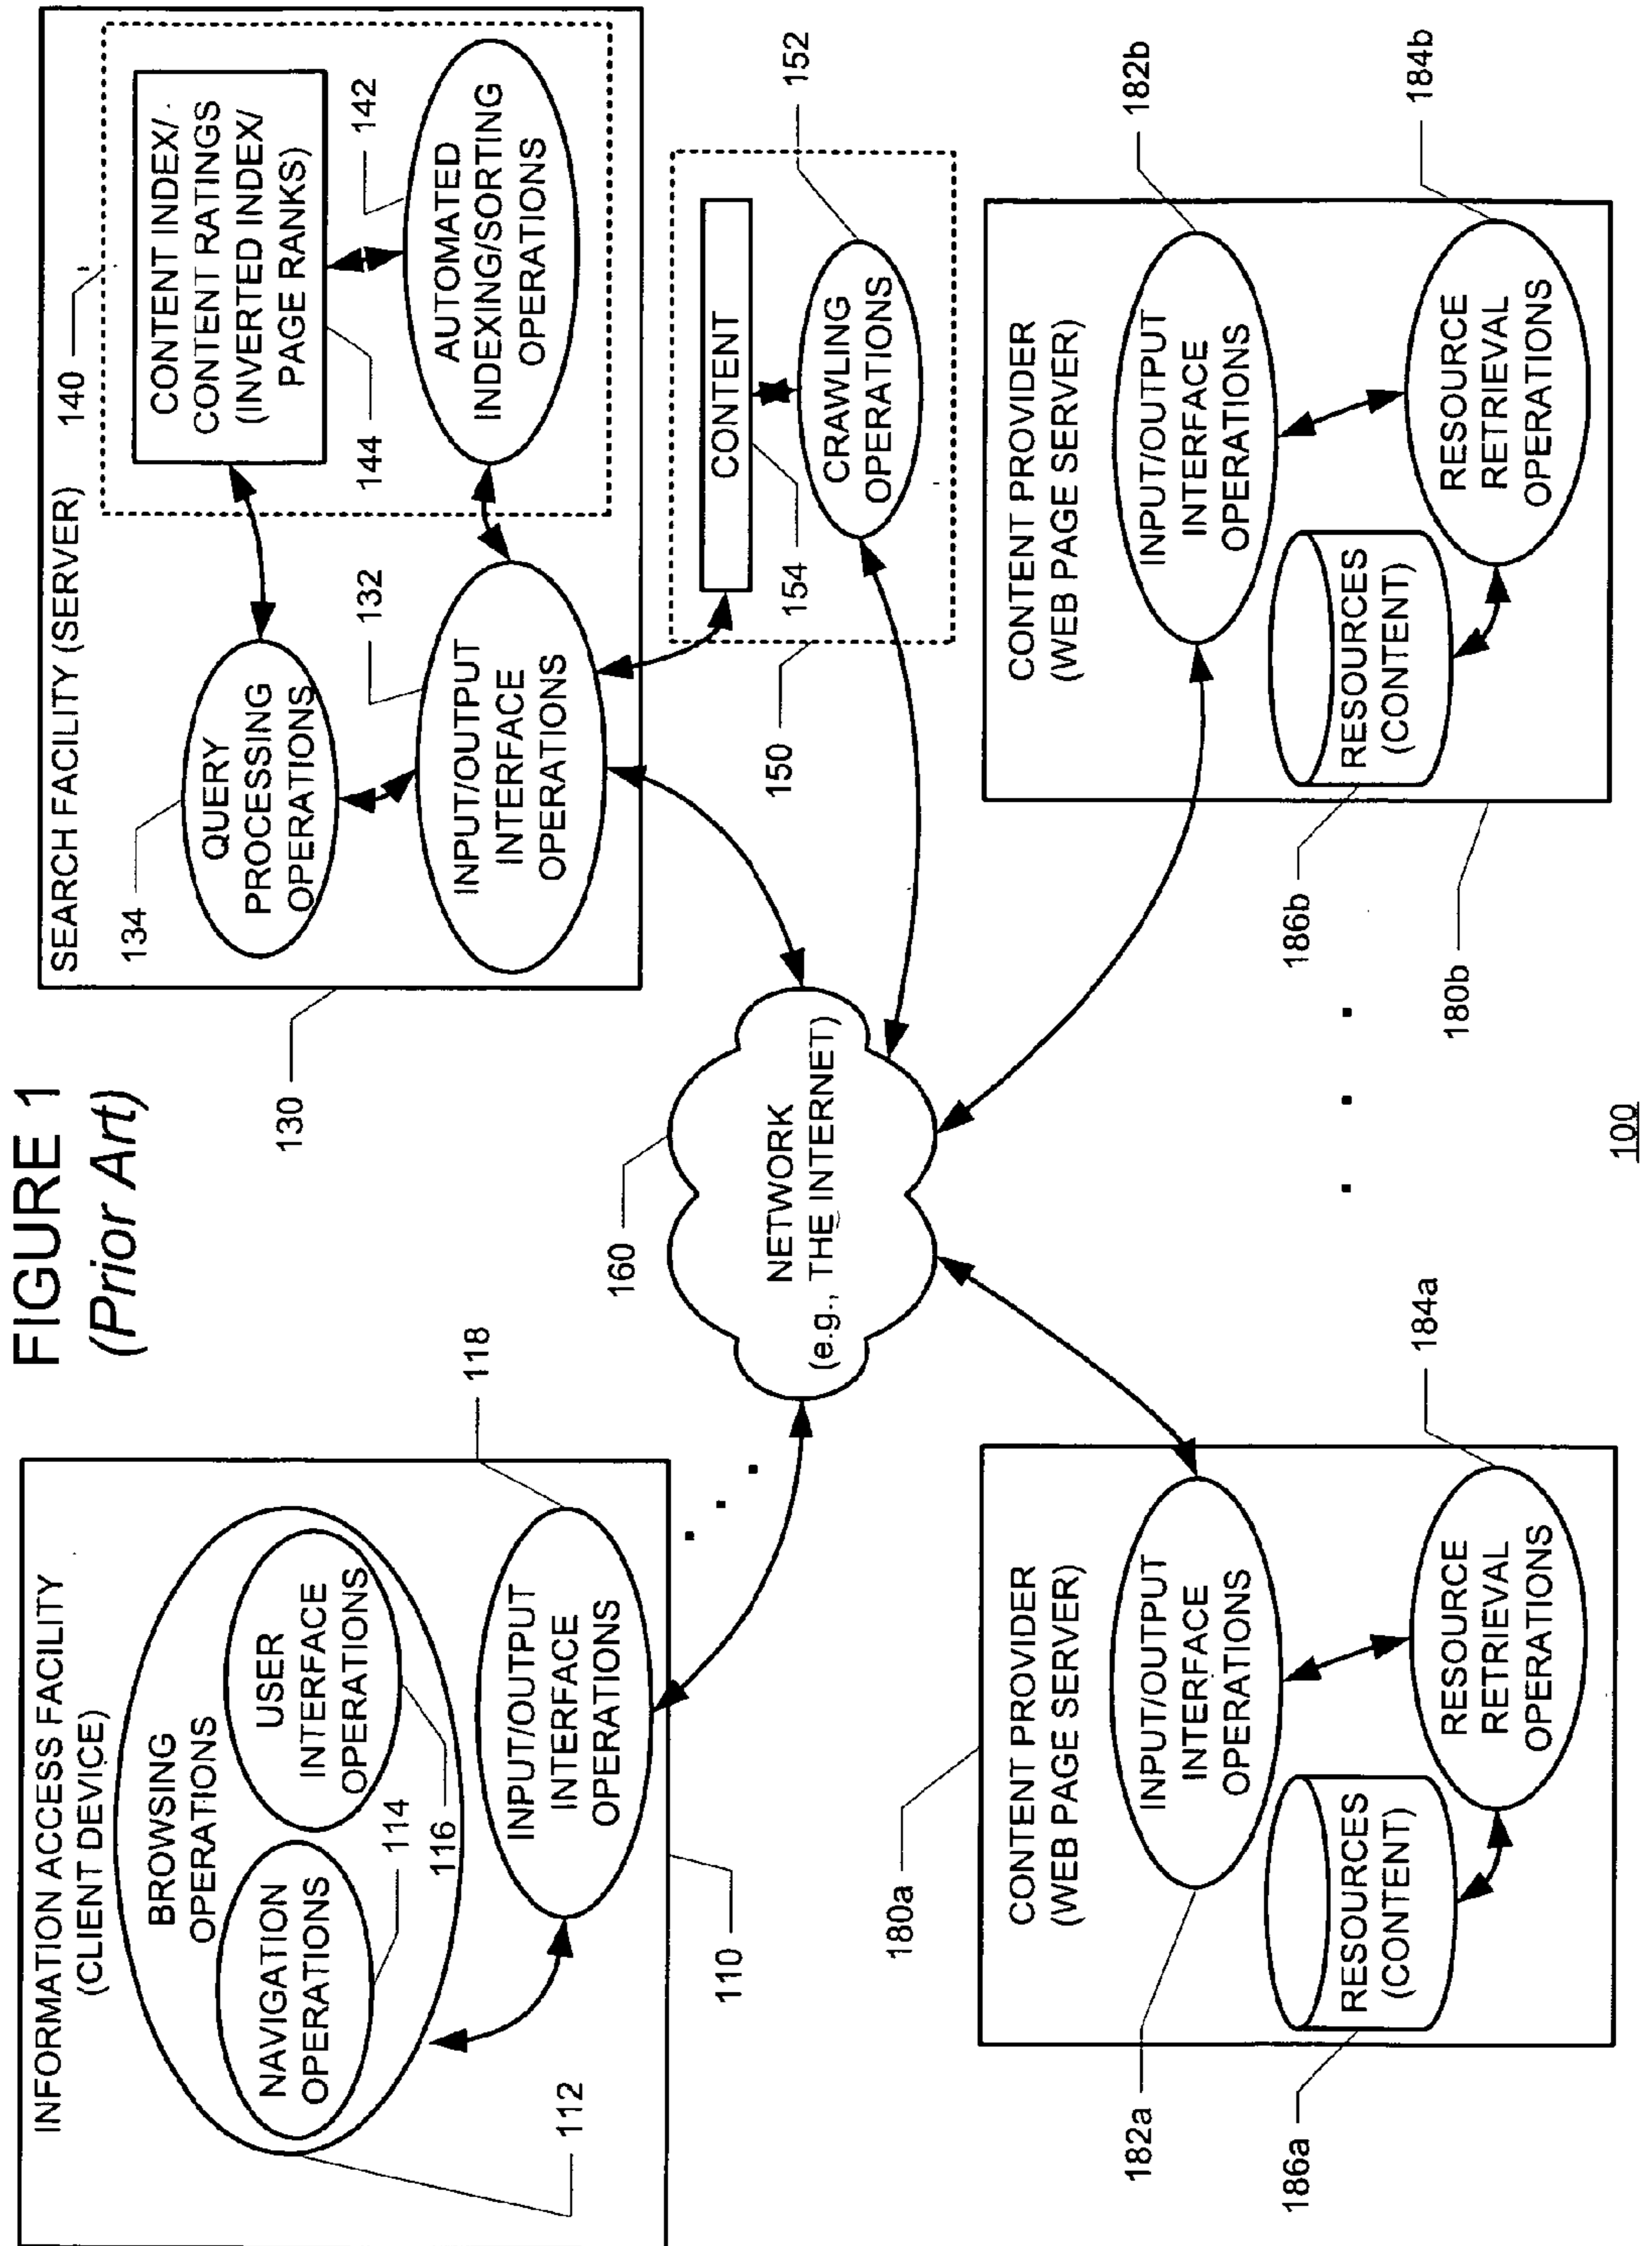 FIGURE 1
(Prior Art)
INFORMATION ACCESS FACILITY
(CLIENT DEVICE)
BROWSING
OPERATIONS
NAVIGATION
OPERATIONS
USER
INTERFACE
OPERATIONS
114
116
112
INPUT/OUTPUT
INTERFACE
OPERATIONS
118
110
SEARCH FACILITY (SERVER)
140
134
QUERY
PROCESSING
OPERATIONS
CONTENT INDEX/
CONTENT RATINGS
(INVERTED INDEX/
PAGE RANKS)
144
142
132
INPUT/OUTPUT
INTERFACE
OPERATIONS
AUTOMATED
INDEXING/SORTING
OPERATIONS
130
CONTENT
154
CRAWLING
OPERATIONS
152
150
160
NETWORK
(e.g., THE INTERNET)
180a
CONTENT PROVIDER
(WEB PAGE SERVER)
INPUT/OUTPUT
INTERFACE
OPERATIONS
182a
RESOURCES
(CONTENT)
186a
RESOURCE
RETRIEVAL
OPERATIONS
184a
CONTENT PROVIDER
(WEB PAGE SERVER)
INPUT/OUTPUT
INTERFACE
OPERATIONS
182b
RESOURCES
(CONTENT)
186b
RESOURCE
RETRIEVAL
OPERATIONS
184b
180b
100